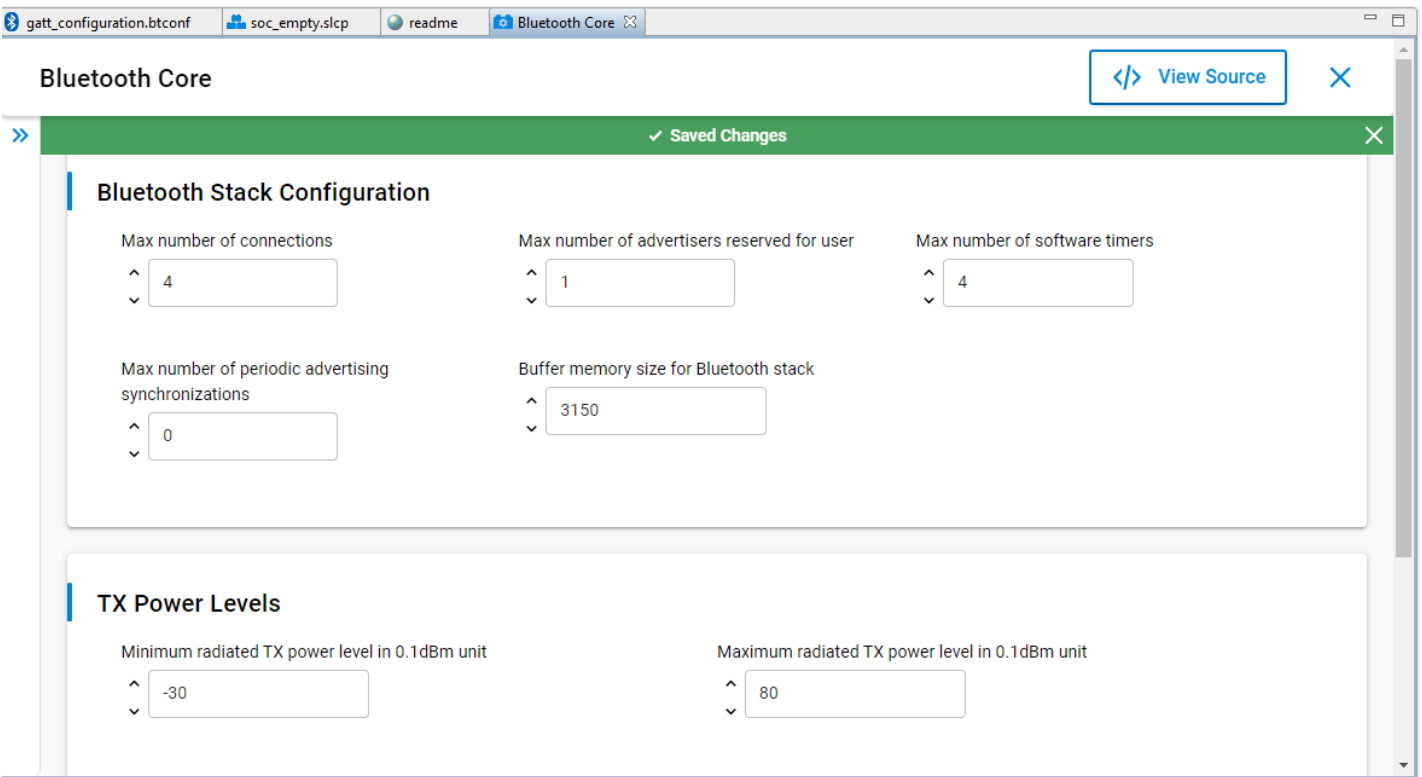 gatt_configuration.btconf soc_empty.slcp readme Bluetooth Core
Bluetooth Core
</> View Source
Saved Changes
Bluetooth Stack Configuration
Max number of connections
4
Max number of advertisers reserved for user
1
Max number of software timers
4
Max number of periodic advertising
synchronizations
0
Buffer memory size for Bluetooth stack
3150
TX Power Levels
Minimum radiated TX power level in 0.1dBm unit
-30
Maximum radiated TX power level in 0.1dBm unit
80